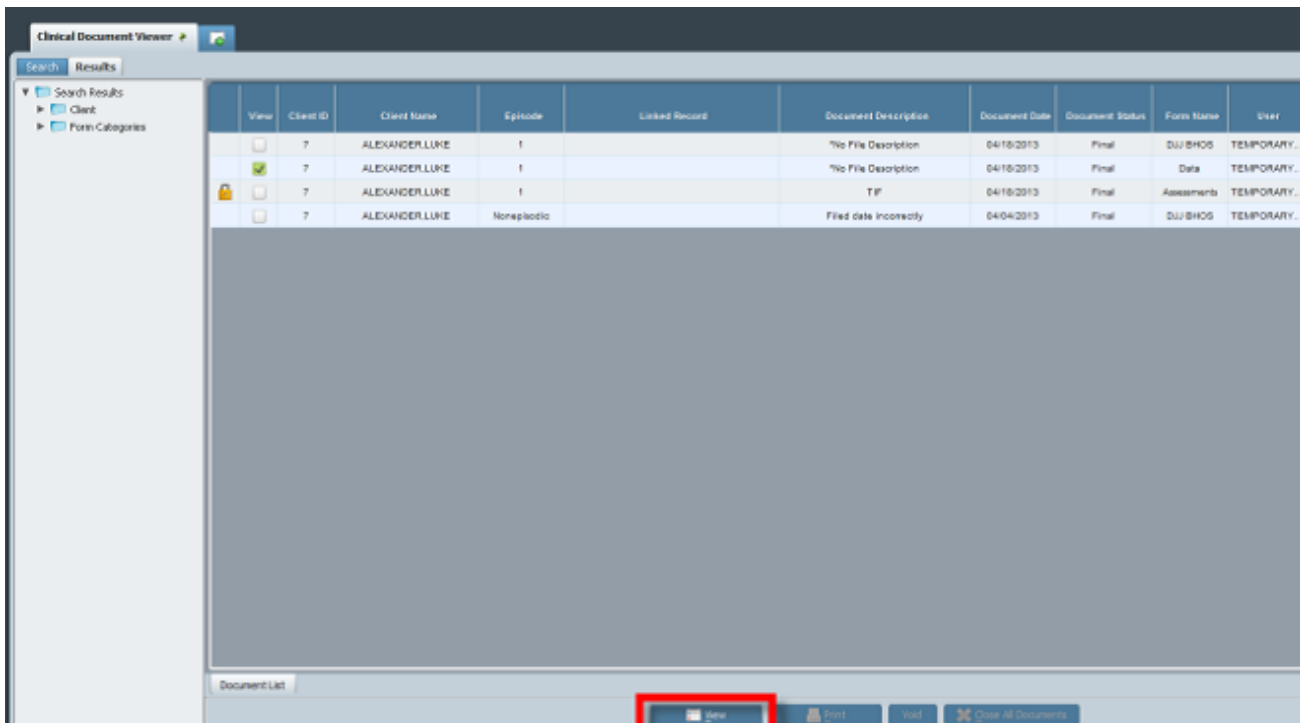 Clinical Document Viewer
Search Results
Search Results
Client
Form Categories
View Client ID Client Name Episode Linked Record Document Description Document Date Document Status Form Name User
7 ALEXANDER,LUKE 1 *No File Description 04/18/2013 Final DJJ BHOS TEMPORARY...
7 ALEXANDER,LUKE 1 *No File Description 04/18/2013 Final Data TEMPORARY...
7 ALEXANDER,LUKE 1 TIF 04/18/2013 Final Assessments TEMPORARY...
7 ALEXANDER,LUKE Nonepisodic Filed date incorrectly 04/04/2013 Final DJJ BHOS TEMPORARY...
Document List
View Print Void Close All Documents